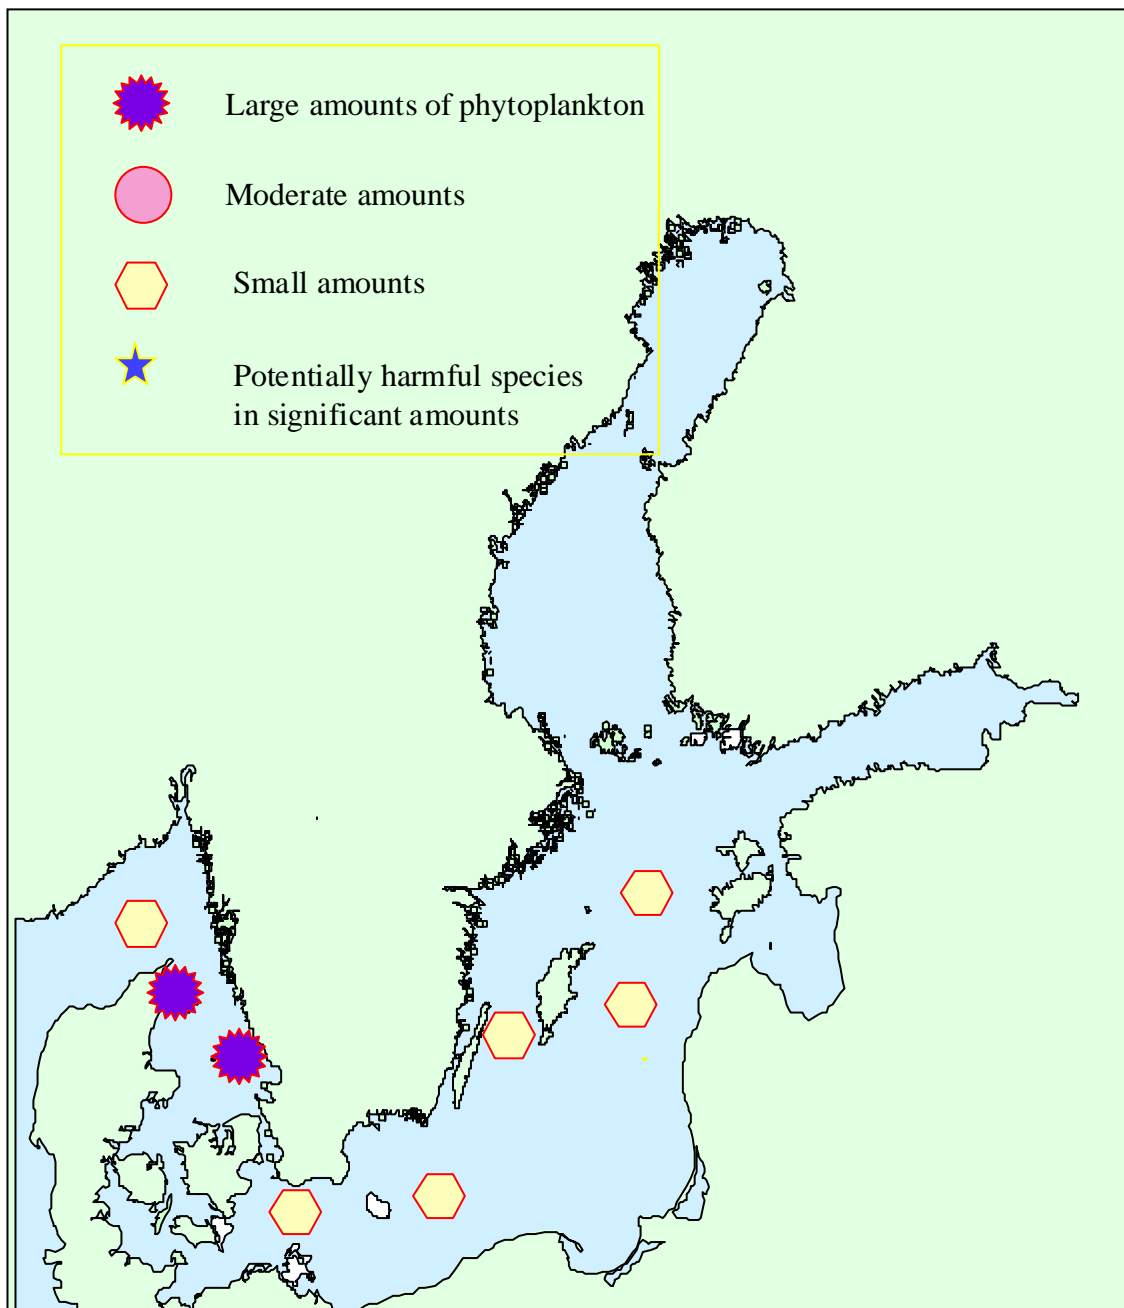 Large amounts of phytoplankton
Moderate amounts
Small amounts
Potentially harmful species
in significant amounts